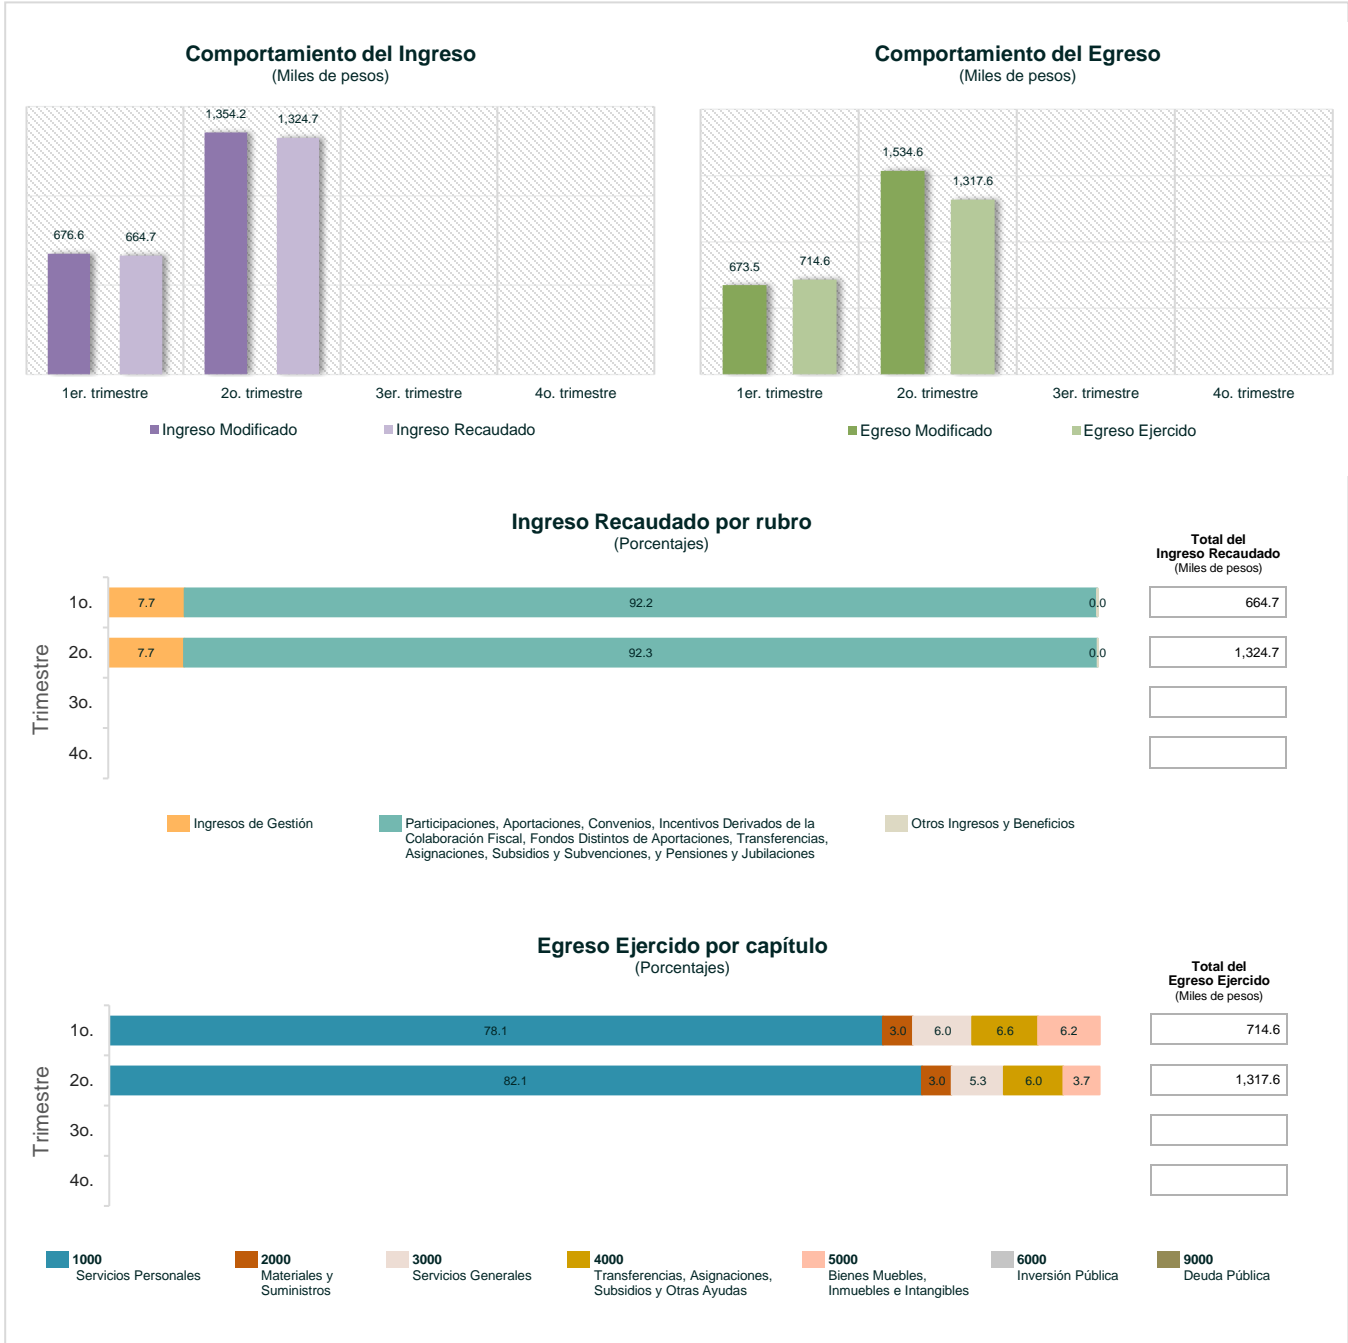 Comportamiento del Ingreso
(Miles de pesos)
1,354.2
1,324.7
676.6
664.7
1er. trimestre
2o. trimestre
3er. trimestre
4o. trimestre
Ingreso Modificado
Ingreso Recaudado
Comportamiento del Egreso
(Miles de pesos)
1,534.6
1,317.6
673.5
714.6
1er. trimestre
2o. trimestre
3er. trimestre
4o. trimestre
Egreso Modificado
Egreso Ejercido
Ingreso Recaudado por rubro
(Porcentajes)
Total del
Ingreso Recaudado
(Miles de pesos)
Trimestre
1o.
7.7
92.2
0.0
664.7
2o.
7.7
92.3
0.0
1,324.7
3o.
4o.
Ingresos de Gestión
Participaciones, Aportaciones, Convenios, Incentivos Derivados de la
Colaboración Fiscal, Fondos Distintos de Aportaciones, Transferencias,
Asignaciones, Subsidios y Subvenciones, y Pensiones y Jubilaciones
Otros Ingresos y Beneficios
Egreso Ejercido por capítulo
(Porcentajes)
Total del
Egreso Ejercido
(Miles de pesos)
Trimestre
1o.
78.1
3.0
6.0
6.6
6.2
714.6
2o.
82.1
3.0
5.3
6.0
3.7
1,317.6
3o.
4o.
1000
Servicios Personales
2000
Materiales y
Suministros
3000
Servicios Generales
4000
Transferencias, Asignaciones,
Subsidios y Otras Ayudas
5000
Bienes Muebles,
Inmuebles e Intangibles
6000
Inversión Pública
9000
Deuda Pública